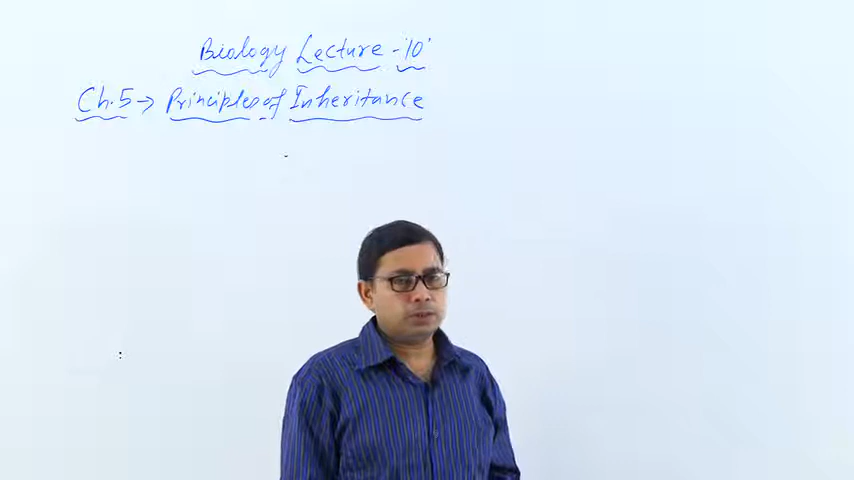 Biology Lecture - '10'
Ch. 5 → Principles of Inheritance